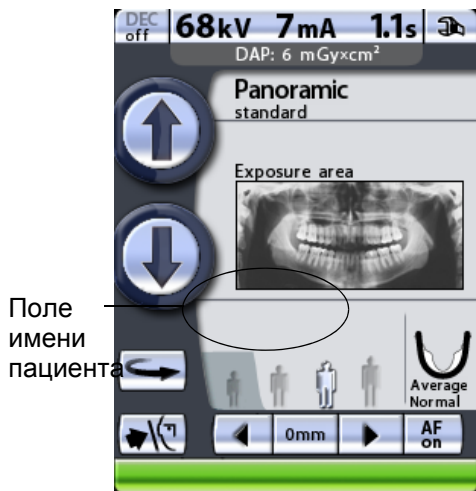 DEC
off
68kV 7mA 1.1s
DAP: 6 mGy×cm²
Panoramic
standard
Exposure area
Поле
имени
пациента
Average
Normal
0mm
AF
on